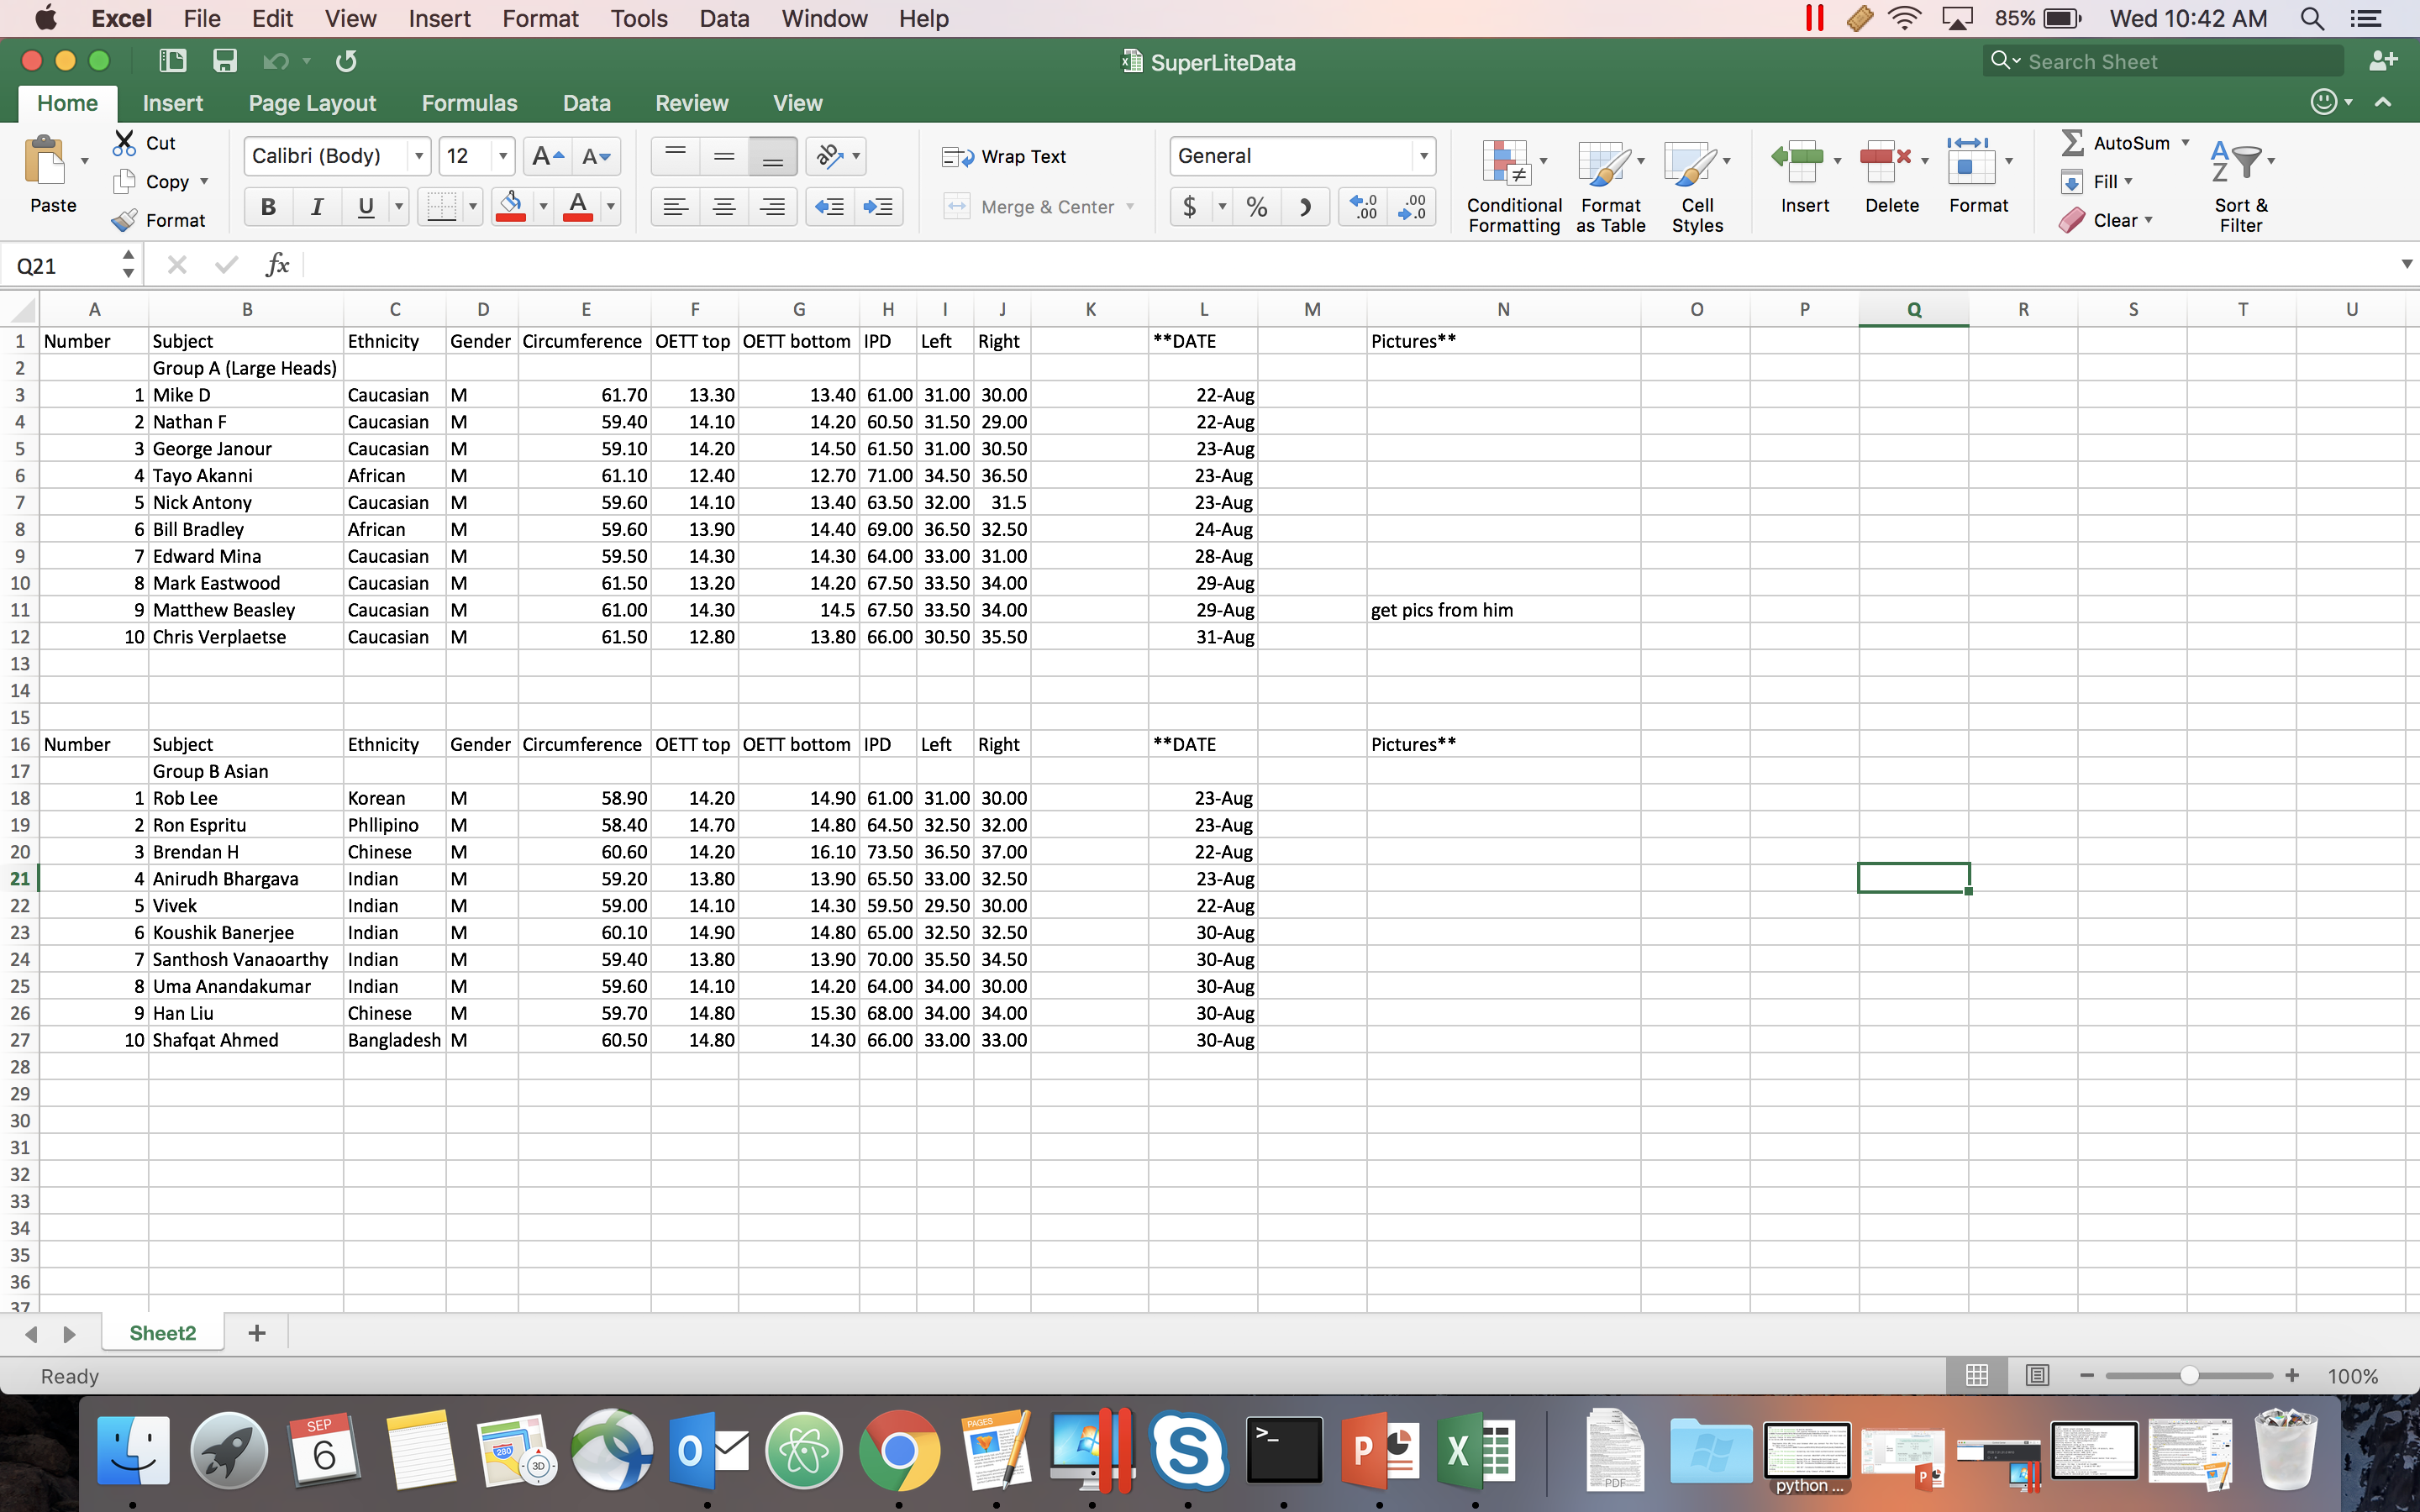 Excel File Edit View Insert Format Tools Data Window Help 85% Wed 10:42 AM
SuperLiteData Search Sheet
Home Insert Page Layout Formulas Data Review View
Paste Cut Copy Format
Calibri (Body) 12 A A
B I U A
Wrap Text
Merge & Center
General
$ % .0 .00 .00 .0
Conditional Formatting Format as Table Cell Styles Insert Delete Format
AutoSum Fill Clear
Sort & Filter
Q21 fx
A B C D E F G H I J K L M N O P Q R S T U
1 Number Subject Ethnicity Gender Circumference OETT top OETT bottom IPD Left Right **DATE Pictures**
2 Group A (Large Heads)
3 1 Mike D Caucasian M 61.70 13.30 13.40 61.00 31.00 30.00 22-Aug
4 2 Nathan F Caucasian M 59.40 14.10 14.20 60.50 31.50 29.00 22-Aug
5 3 George Janour Caucasian M 59.10 14.20 14.50 61.50 31.00 30.50 23-Aug
6 4 Tayo Akanni African M 61.10 12.40 12.70 71.00 34.50 36.50 23-Aug
7 5 Nick Antony Caucasian M 59.60 14.10 13.40 63.50 32.00 31.5 23-Aug
8 6 Bill Bradley African M 59.60 13.90 14.40 69.00 36.50 32.50 24-Aug
9 7 Edward Mina Caucasian M 59.50 14.30 14.30 64.00 33.00 31.00 28-Aug
10 8 Mark Eastwood Caucasian M 61.50 13.20 14.20 67.50 33.50 34.00 29-Aug
11 9 Matthew Beasley Caucasian M 61.00 14.30 14.5 67.50 33.50 34.00 29-Aug get pics from him
12 10 Chris Verplaetse Caucasian M 61.50 12.80 13.80 66.00 30.50 35.50 31-Aug
13
14
15
16 Number Subject Ethnicity Gender Circumference OETT top OETT bottom IPD Left Right **DATE Pictures**
17 Group B Asian
18 1 Rob Lee Korean M 58.90 14.20 14.90 61.00 31.00 30.00 23-Aug
19 2 Ron Espritu Phllipino M 58.40 14.70 14.80 64.50 32.50 32.00 23-Aug
20 3 Brendan H Chinese M 60.60 14.20 16.10 73.50 36.50 37.00 22-Aug
21 4 Anirudh Bhargava Indian M 59.20 13.80 13.90 65.50 33.00 32.50 23-Aug
22 5 Vivek Indian M 59.00 14.10 14.30 59.50 29.50 30.00 22-Aug
23 6 Koushik Banerjee Indian M 60.10 14.90 14.80 65.00 32.50 32.50 30-Aug
24 7 Santhosh Vanaoarthy Indian M 59.40 13.80 13.90 70.00 35.50 34.50 30-Aug
25 8 Uma Anandakumar Indian M 59.60 14.10 14.20 64.00 34.00 30.00 30-Aug
26 9 Han Liu Chinese M 59.70 14.80 15.30 68.00 34.00 34.00 30-Aug
27 10 Shafqat Ahmed Bangladesh M 60.50 14.80 14.30 66.00 33.00 33.00 30-Aug
28
29
30
31
32
33
34
35
36
37
Sheet2 +
Ready 100%
SEP 6 280 3D PAGES PDF python ...